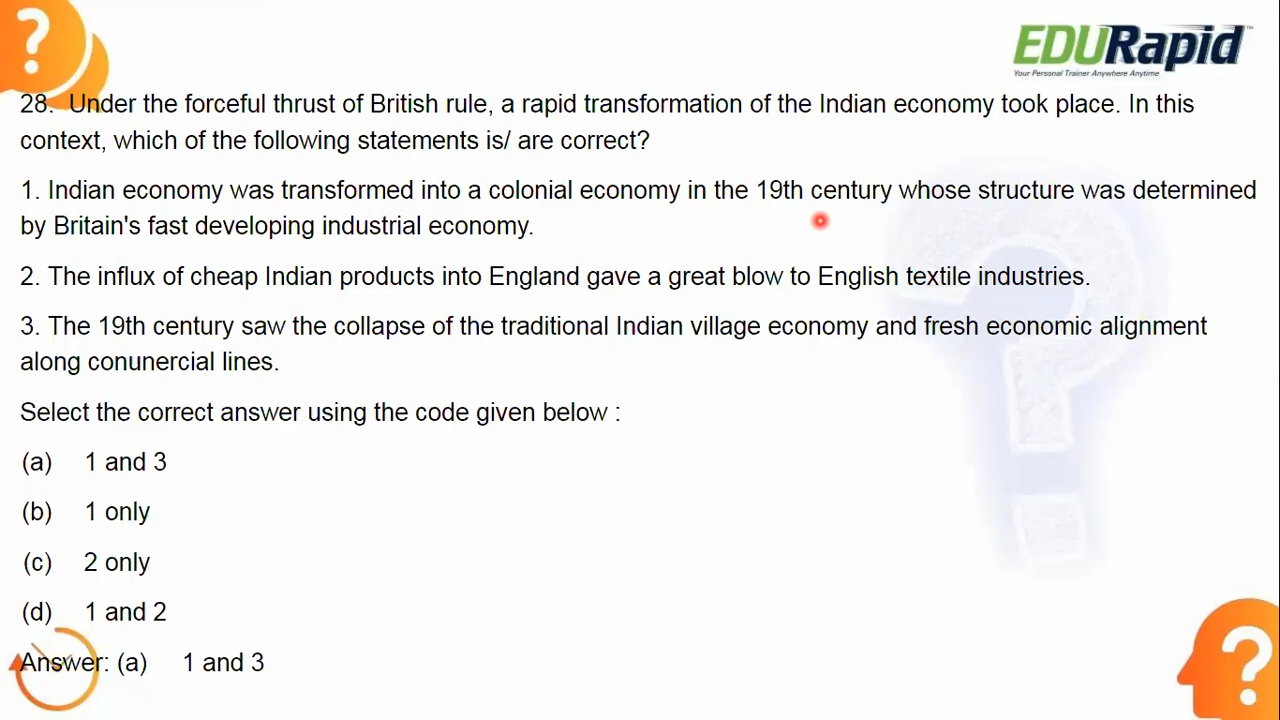 EDURapid™
Your Personal Trainer Anywhere Anytime
28. Under the forceful thrust of British rule, a rapid transformation of the Indian economy took place. In this
context, which of the following statements is/ are correct?
1. Indian economy was transformed into a colonial economy in the 19th century whose structure was determined
by Britain's fast developing industrial economy.
2. The influx of cheap Indian products into England gave a great blow to English textile industries.
3. The 19th century saw the collapse of the traditional Indian village economy and fresh economic alignment
along conunercial lines.
Select the correct answer using the code given below :
(a) 1 and 3
(b) 1 only
(c) 2 only
(d) 1 and 2
Answer: (a) 1 and 3